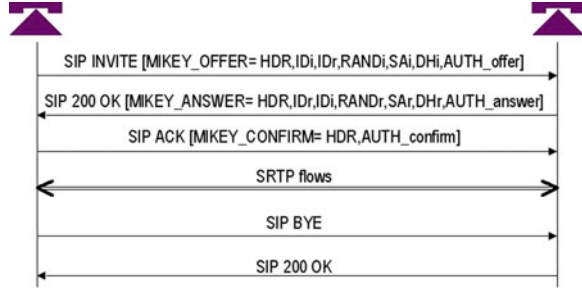 SIP INVITE [MIKEY_OFFER= HDR,IDi,IDr,RANDi,SAi,DHi,AUTH_offer]
SIP 200 OK [MIKEY_ANSWER= HDR,IDr,IDi,RANDr,SAr,DHr,AUTH_answer]
SIP ACK [MIKEY_CONFIRM= HDR,AUTH_confirm]
SRTP flows
SIP BYE
SIP 200 OK